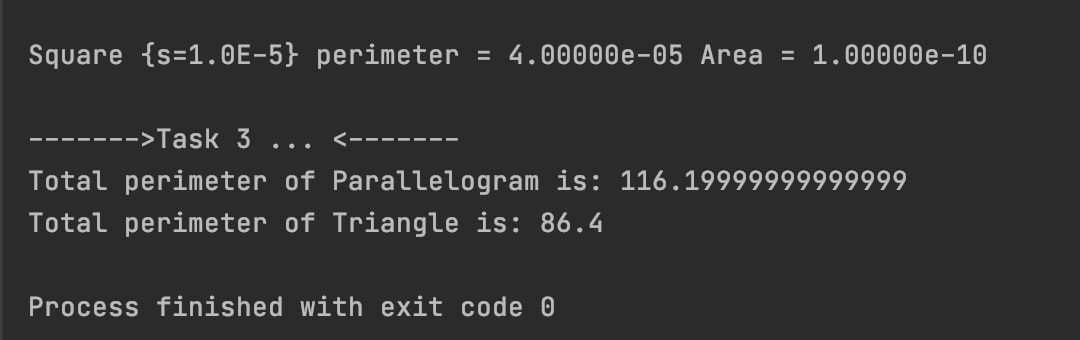 Square {s=1.0E-5} perimeter = 4.00000e-05 Area = 1.00000e-10
------->Task 3 ... <-------
Total perimeter of Parallelogram is: 116.19999999999999
Total perimeter of Triangle is: 86.4
Process finished with exit code 0